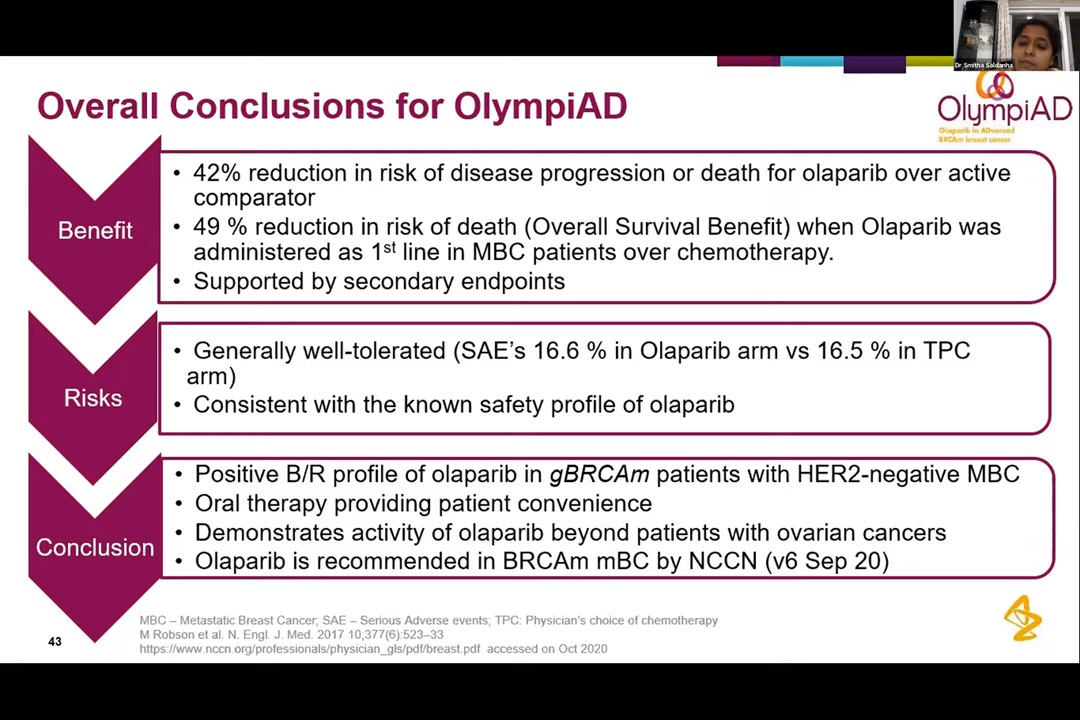 Dr Smitha Saldanha
Overall Conclusions for OlympiAD
OlympiAD
Olaparib in ADvanced
BRCAm breast cancer
Benefit
• 42% reduction in risk of disease progression or death for olaparib over active
comparator
• 49 % reduction in risk of death (Overall Survival Benefit) when Olaparib was
administered as 1st line in MBC patients over chemotherapy.
• Supported by secondary endpoints
Risks
• Generally well-tolerated (SAE’s 16.6 % in Olaparib arm vs 16.5 % in TPC
arm)
• Consistent with the known safety profile of olaparib
Conclusion
• Positive B/R profile of olaparib in gBRCAm patients with HER2-negative MBC
• Oral therapy providing patient convenience
• Demonstrates activity of olaparib beyond patients with ovarian cancers
• Olaparib is recommended in BRCAm mBC by NCCN (v6 Sep 20)
MBC – Metastatic Breast Cancer; SAE – Serious Adverse events; TPC: Physician’s choice of chemotherapy
M Robson et al. N. Engl. J. Med. 2017 10;377(6):523–33
https://www.nccn.org/professionals/physician_gls/pdf/breast.pdf accessed on Oct 2020
43